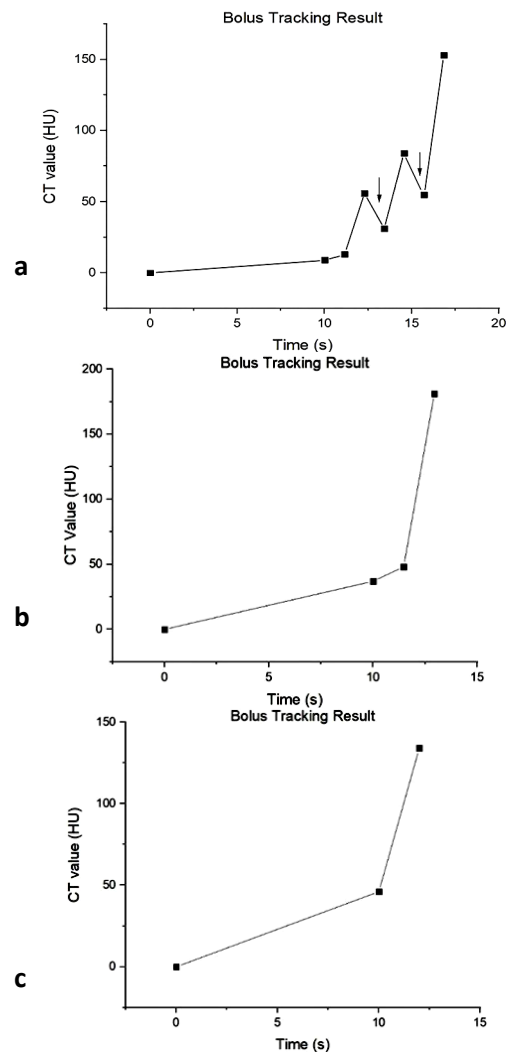 Bolus Tracking Result
150
100
50
0
CT value (HU)
0 5 10 15 20
Time (s)
a
Bolus Tracking Result
200
150
100
50
0
CT Value (HU)
0 5 10 15
Time (s)
b
Bolus Tracking Result
150
100
50
0
CT value (HU)
0 5 10 15
Time (s)
c